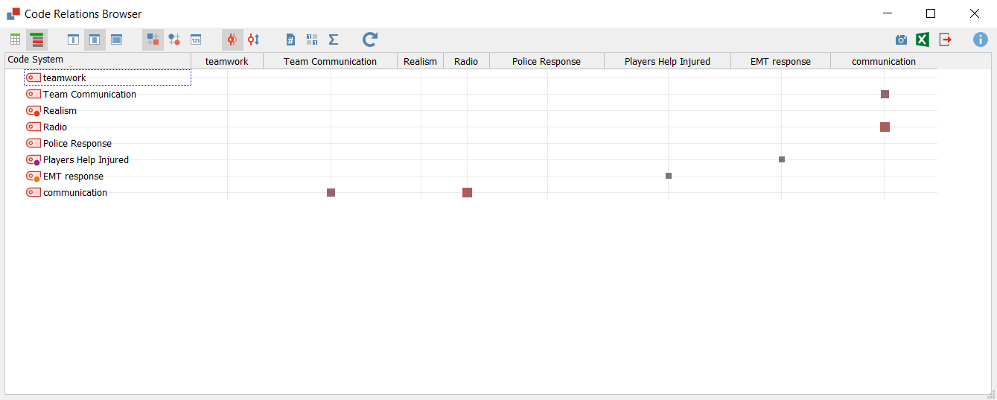 Code Relations Browser
Code System teamwork Team Communication Realism Radio Police Response Players Help Injured EMT response communication
teamwork
Team Communication
Realism
Radio
Police Response
Players Help Injured
EMT response
communication